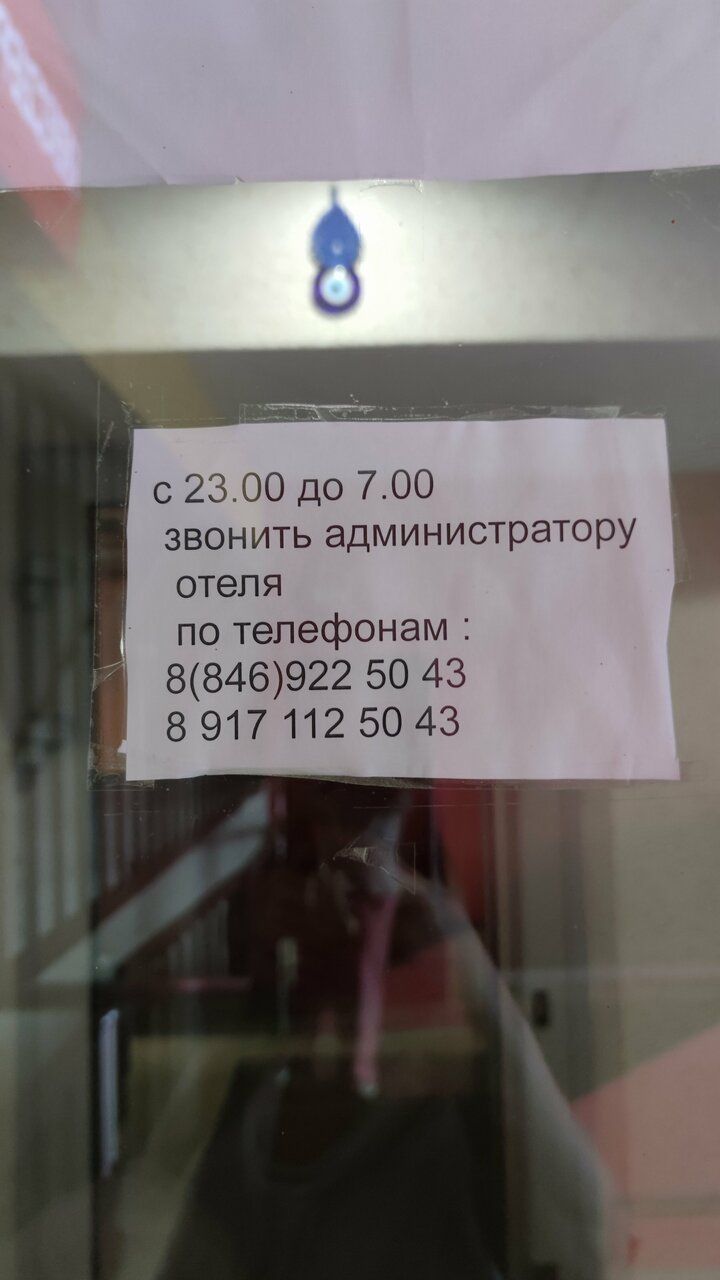 с 23.00 до 7.00
звонить администратору
отеля
по телефонам :
8(846)922 50 43
8 917 112 50 43